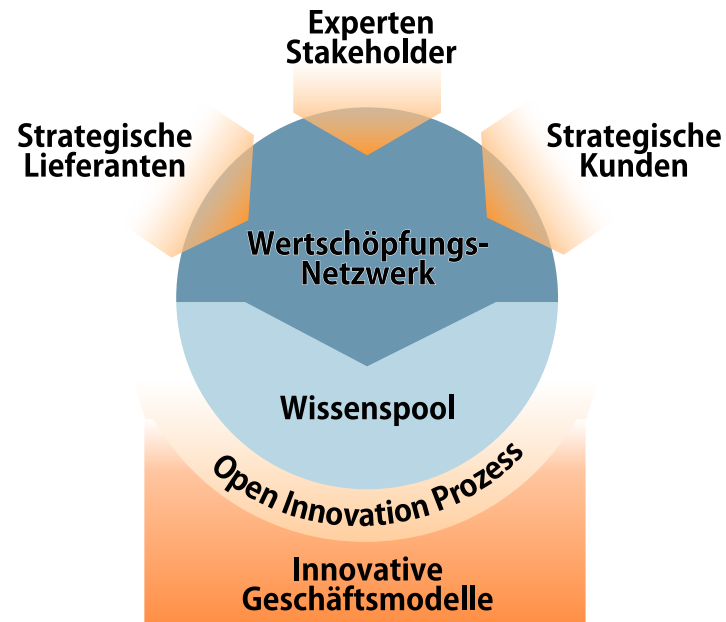 Experten
Stakeholder
Strategische
Lieferanten
Strategische
Kunden
Wertschöpfungs-
Netzwerk
Wissenspool
Open Innovation Prozess
Innovative
Geschäftsmodelle